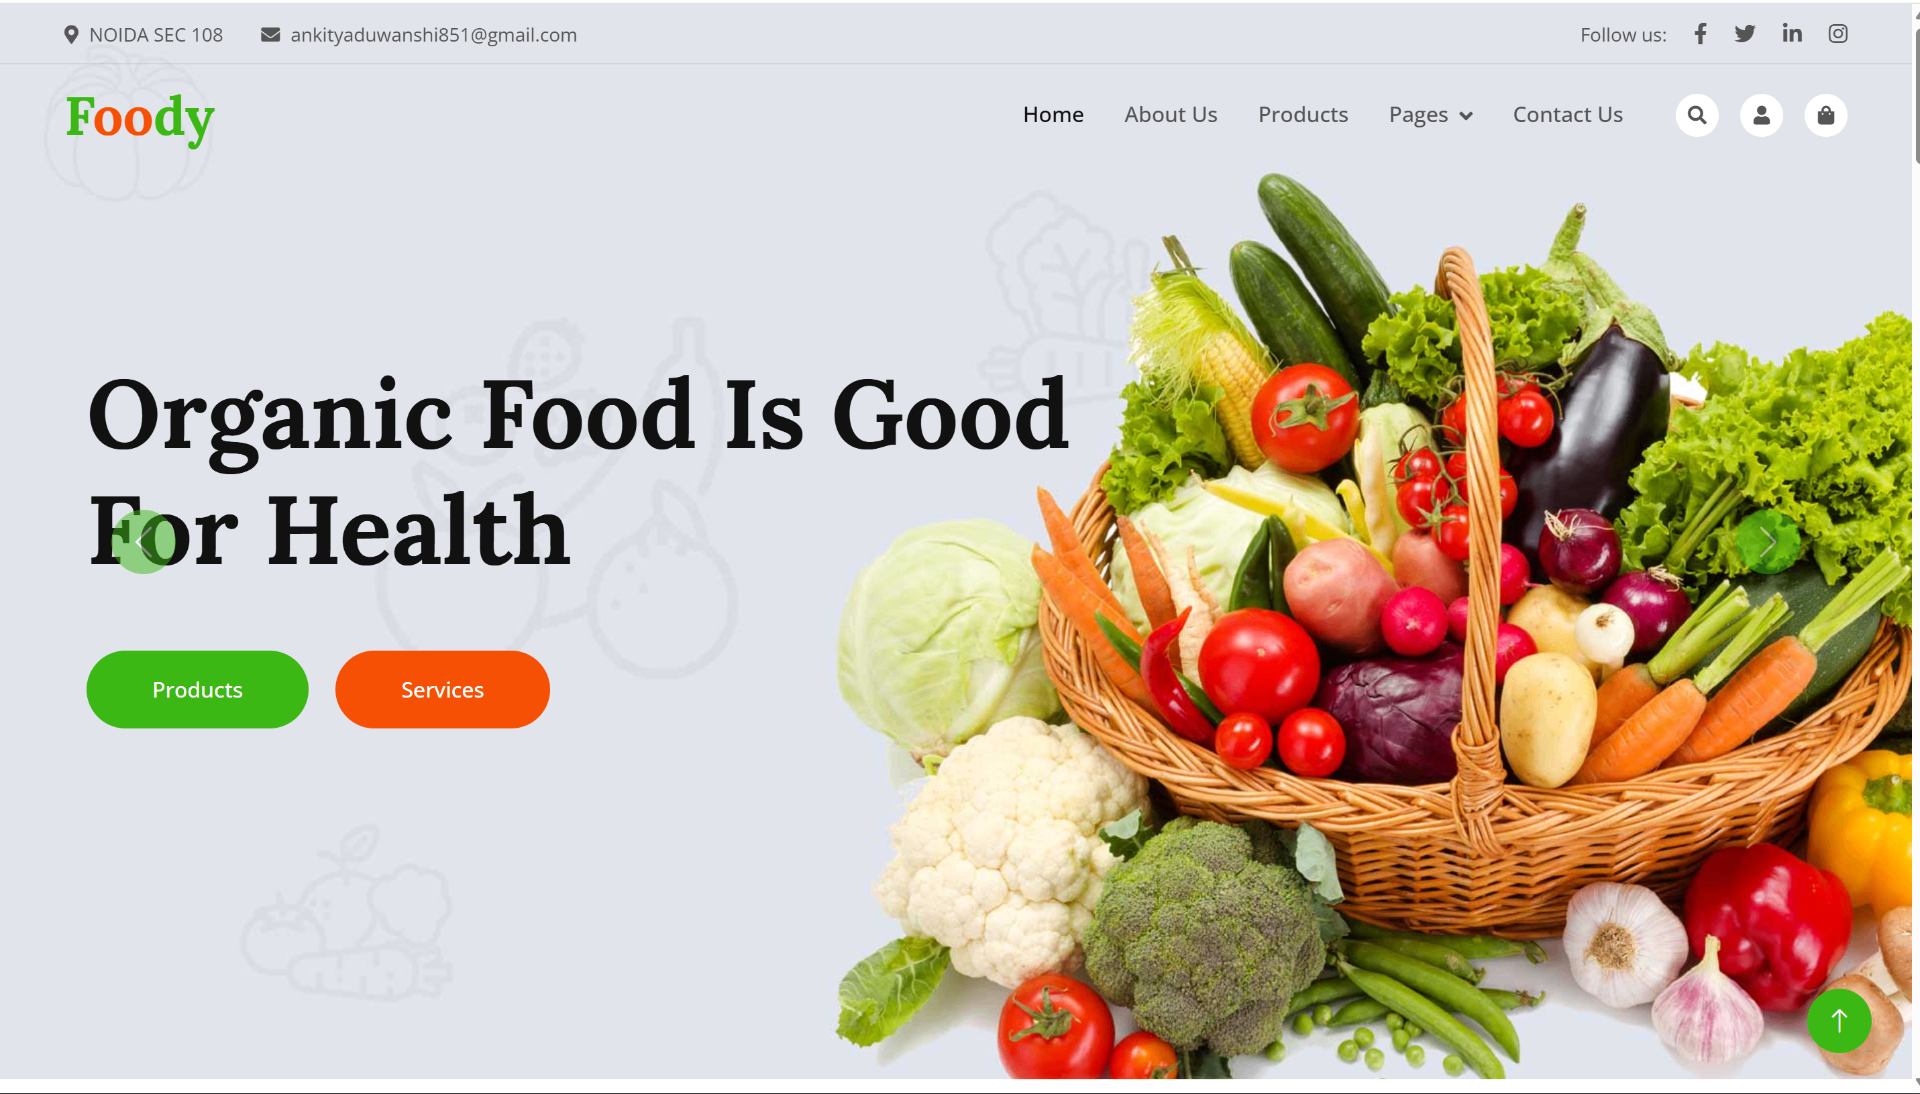 NOIDA SEC 108
ankityaduwanshi851@gmail.com
Follow us:
Foody
Home
About Us
Products
Pages
Contact Us
Organic Food Is Good
For Health
Products
Services